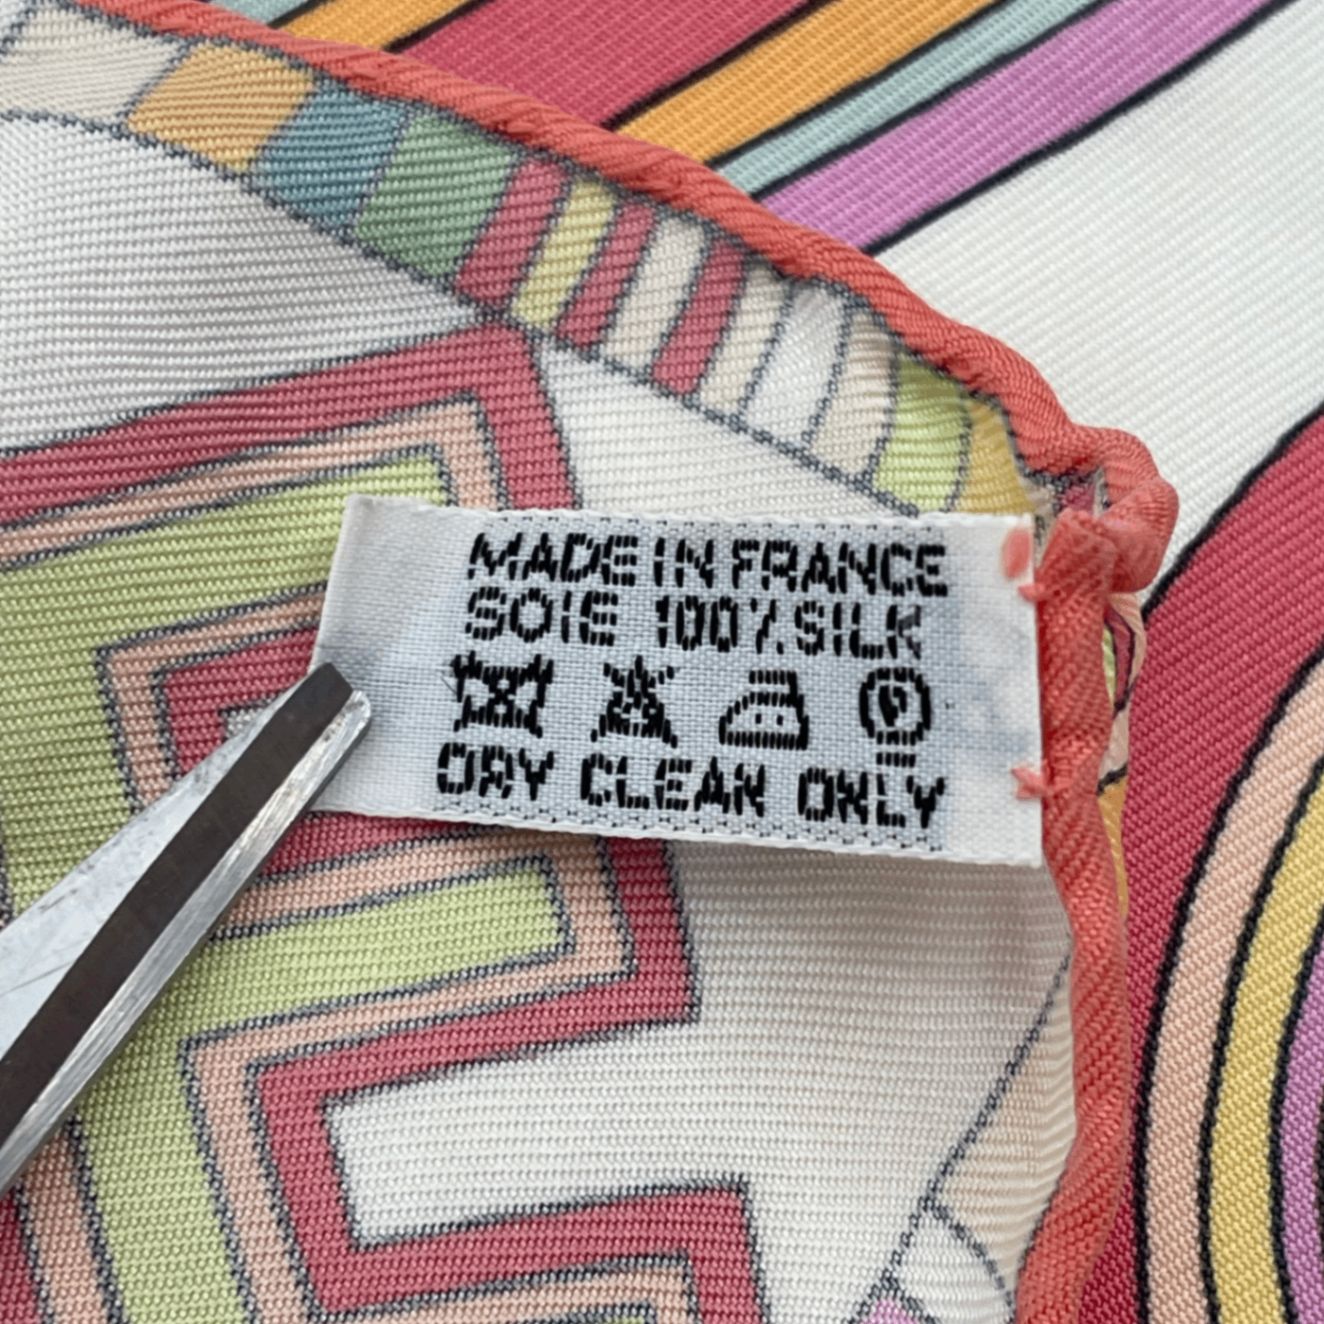 MADE IN FRANCE
SOIE 100% SILK
DRY CLEAN ONLY